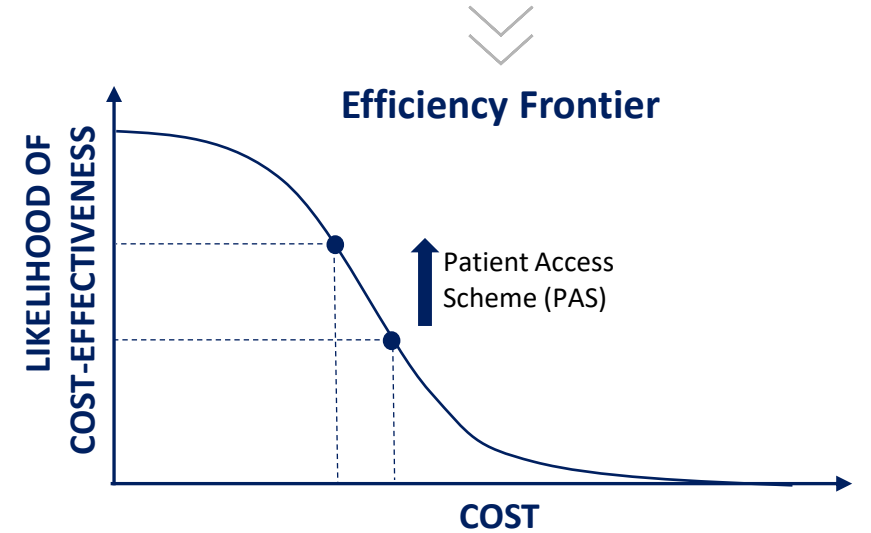 Efficiency Frontier
LIKELIHOOD OF
COST-EFFECTIVENESS
Patient Access
Scheme (PAS)
COST